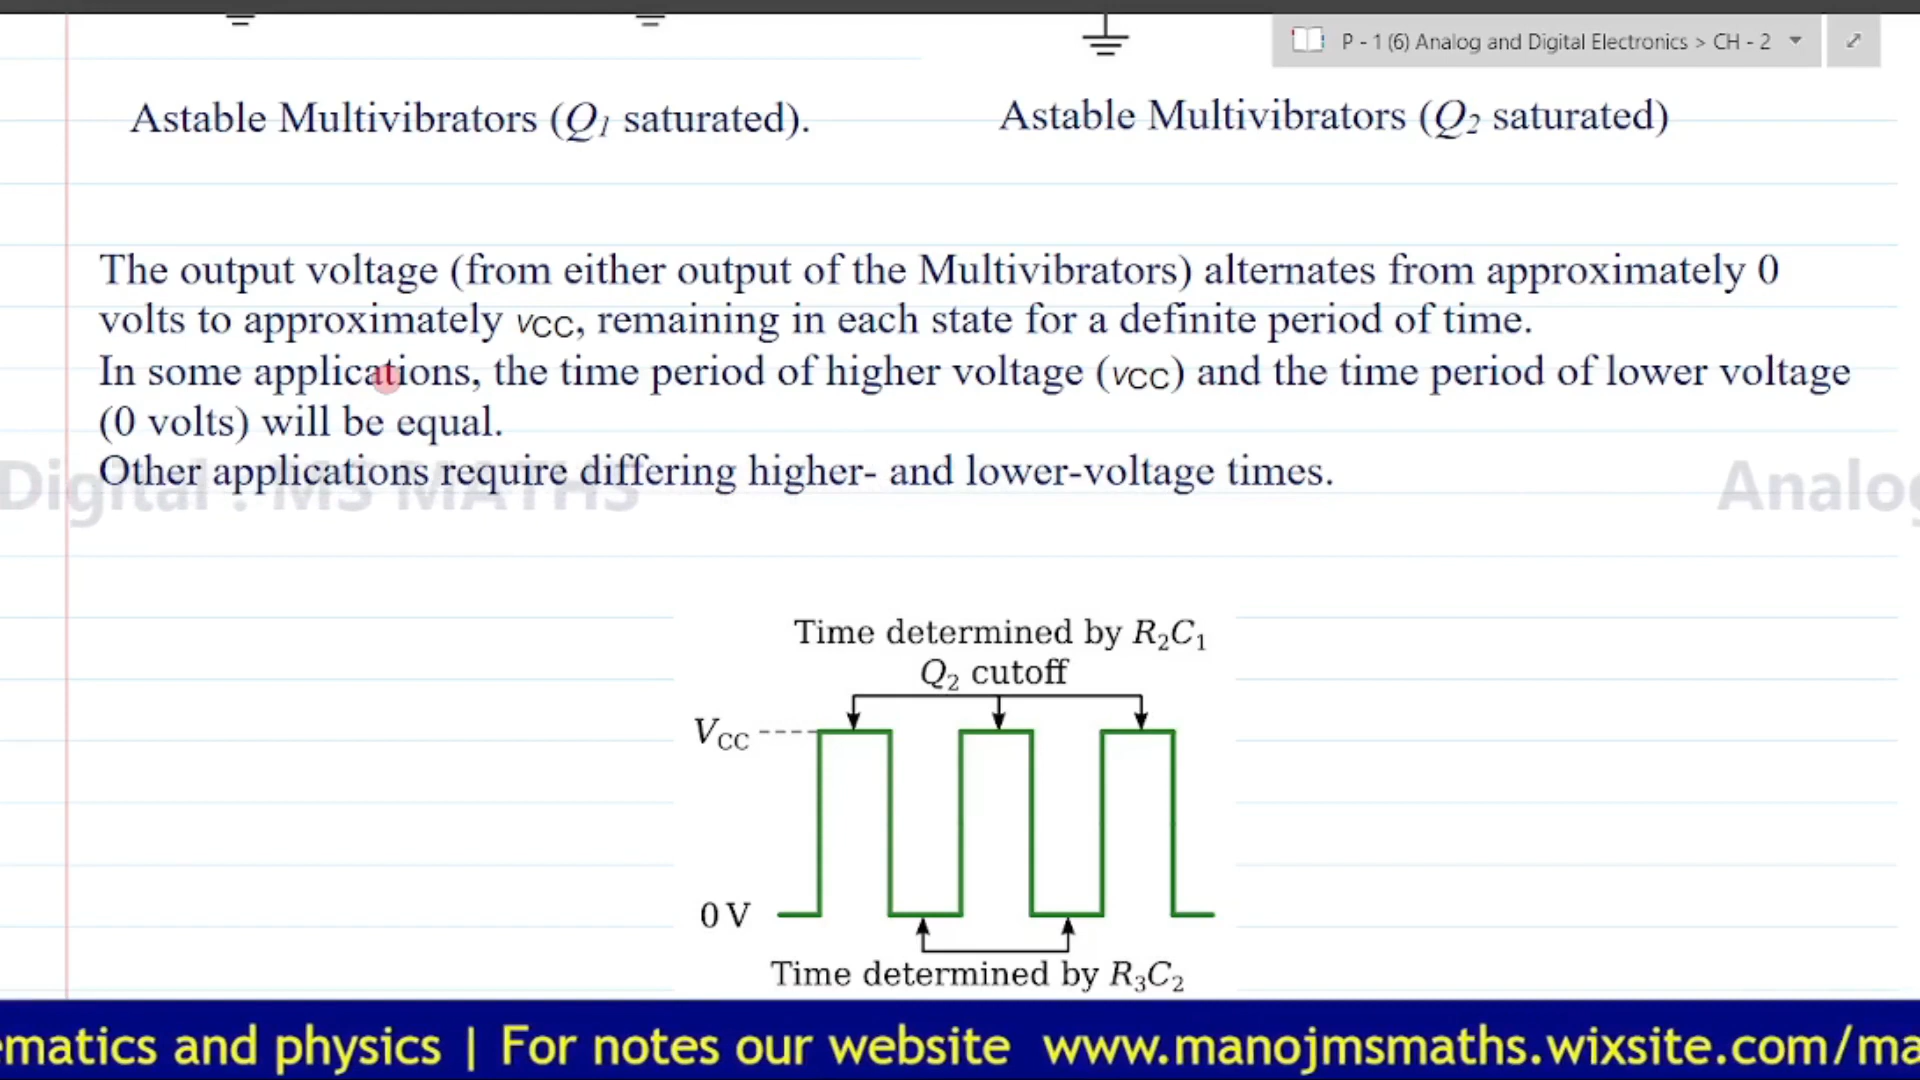 P - 1 (6) Analog and Digital Electronics > CH - 2
Astable Multivibrators (Q1 saturated).
Astable Multivibrators (Q2 saturated)
The output voltage (from either output of the Multivibrators) alternates from approximately 0
volts to approximately vCC, remaining in each state for a definite period of time.
In some applications, the time period of higher voltage (vCC) and the time period of lower voltage
(0 volts) will be equal.
Other applications require differing higher- and lower-voltage times.
Digital : MS MATHS
Analog
Time determined by R2C1
Q2 cutoff
VCC
0 V
Time determined by R3C2
ematics and physics | For notes our website www.manojmsmaths.wixsite.com/ma